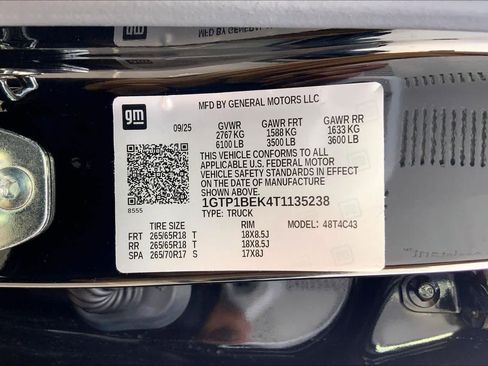 gm
MFD BY GENERAL MOTORS LLC
09/25 GVWR GAWR FRT GAWR RR
2767 KG 1588 KG 1633 KG
6100 LB 3500 LB 3600 LB
THIS VEHICLE CONFORMS TO ALL
APPLICABLE U.S. FEDERAL MOTOR
VEHICLE SAFETY STANDARDS IN EFFECT
ON THE DATE OF MANUFACTURE
SHOWN ABOVE.
8555
1GTP1BEK4T1135238
TYPE: TRUCK
TIRE SIZE RIM MODEL: 48T4C43
FRT 265/65R18 T 18X8.5J
RR 265/65R18 T 18X8.5J
SPA 265/70R17 S 17X8J